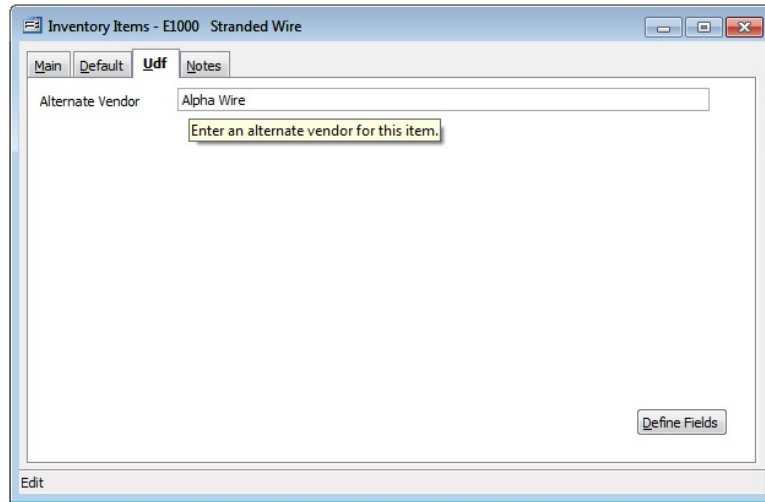 Inventory Items - E1000   Stranded Wire
Main Default Udf Notes
Alternate Vendor Alpha Wire
Enter an alternate vendor for this item.
Define Fields
Edit